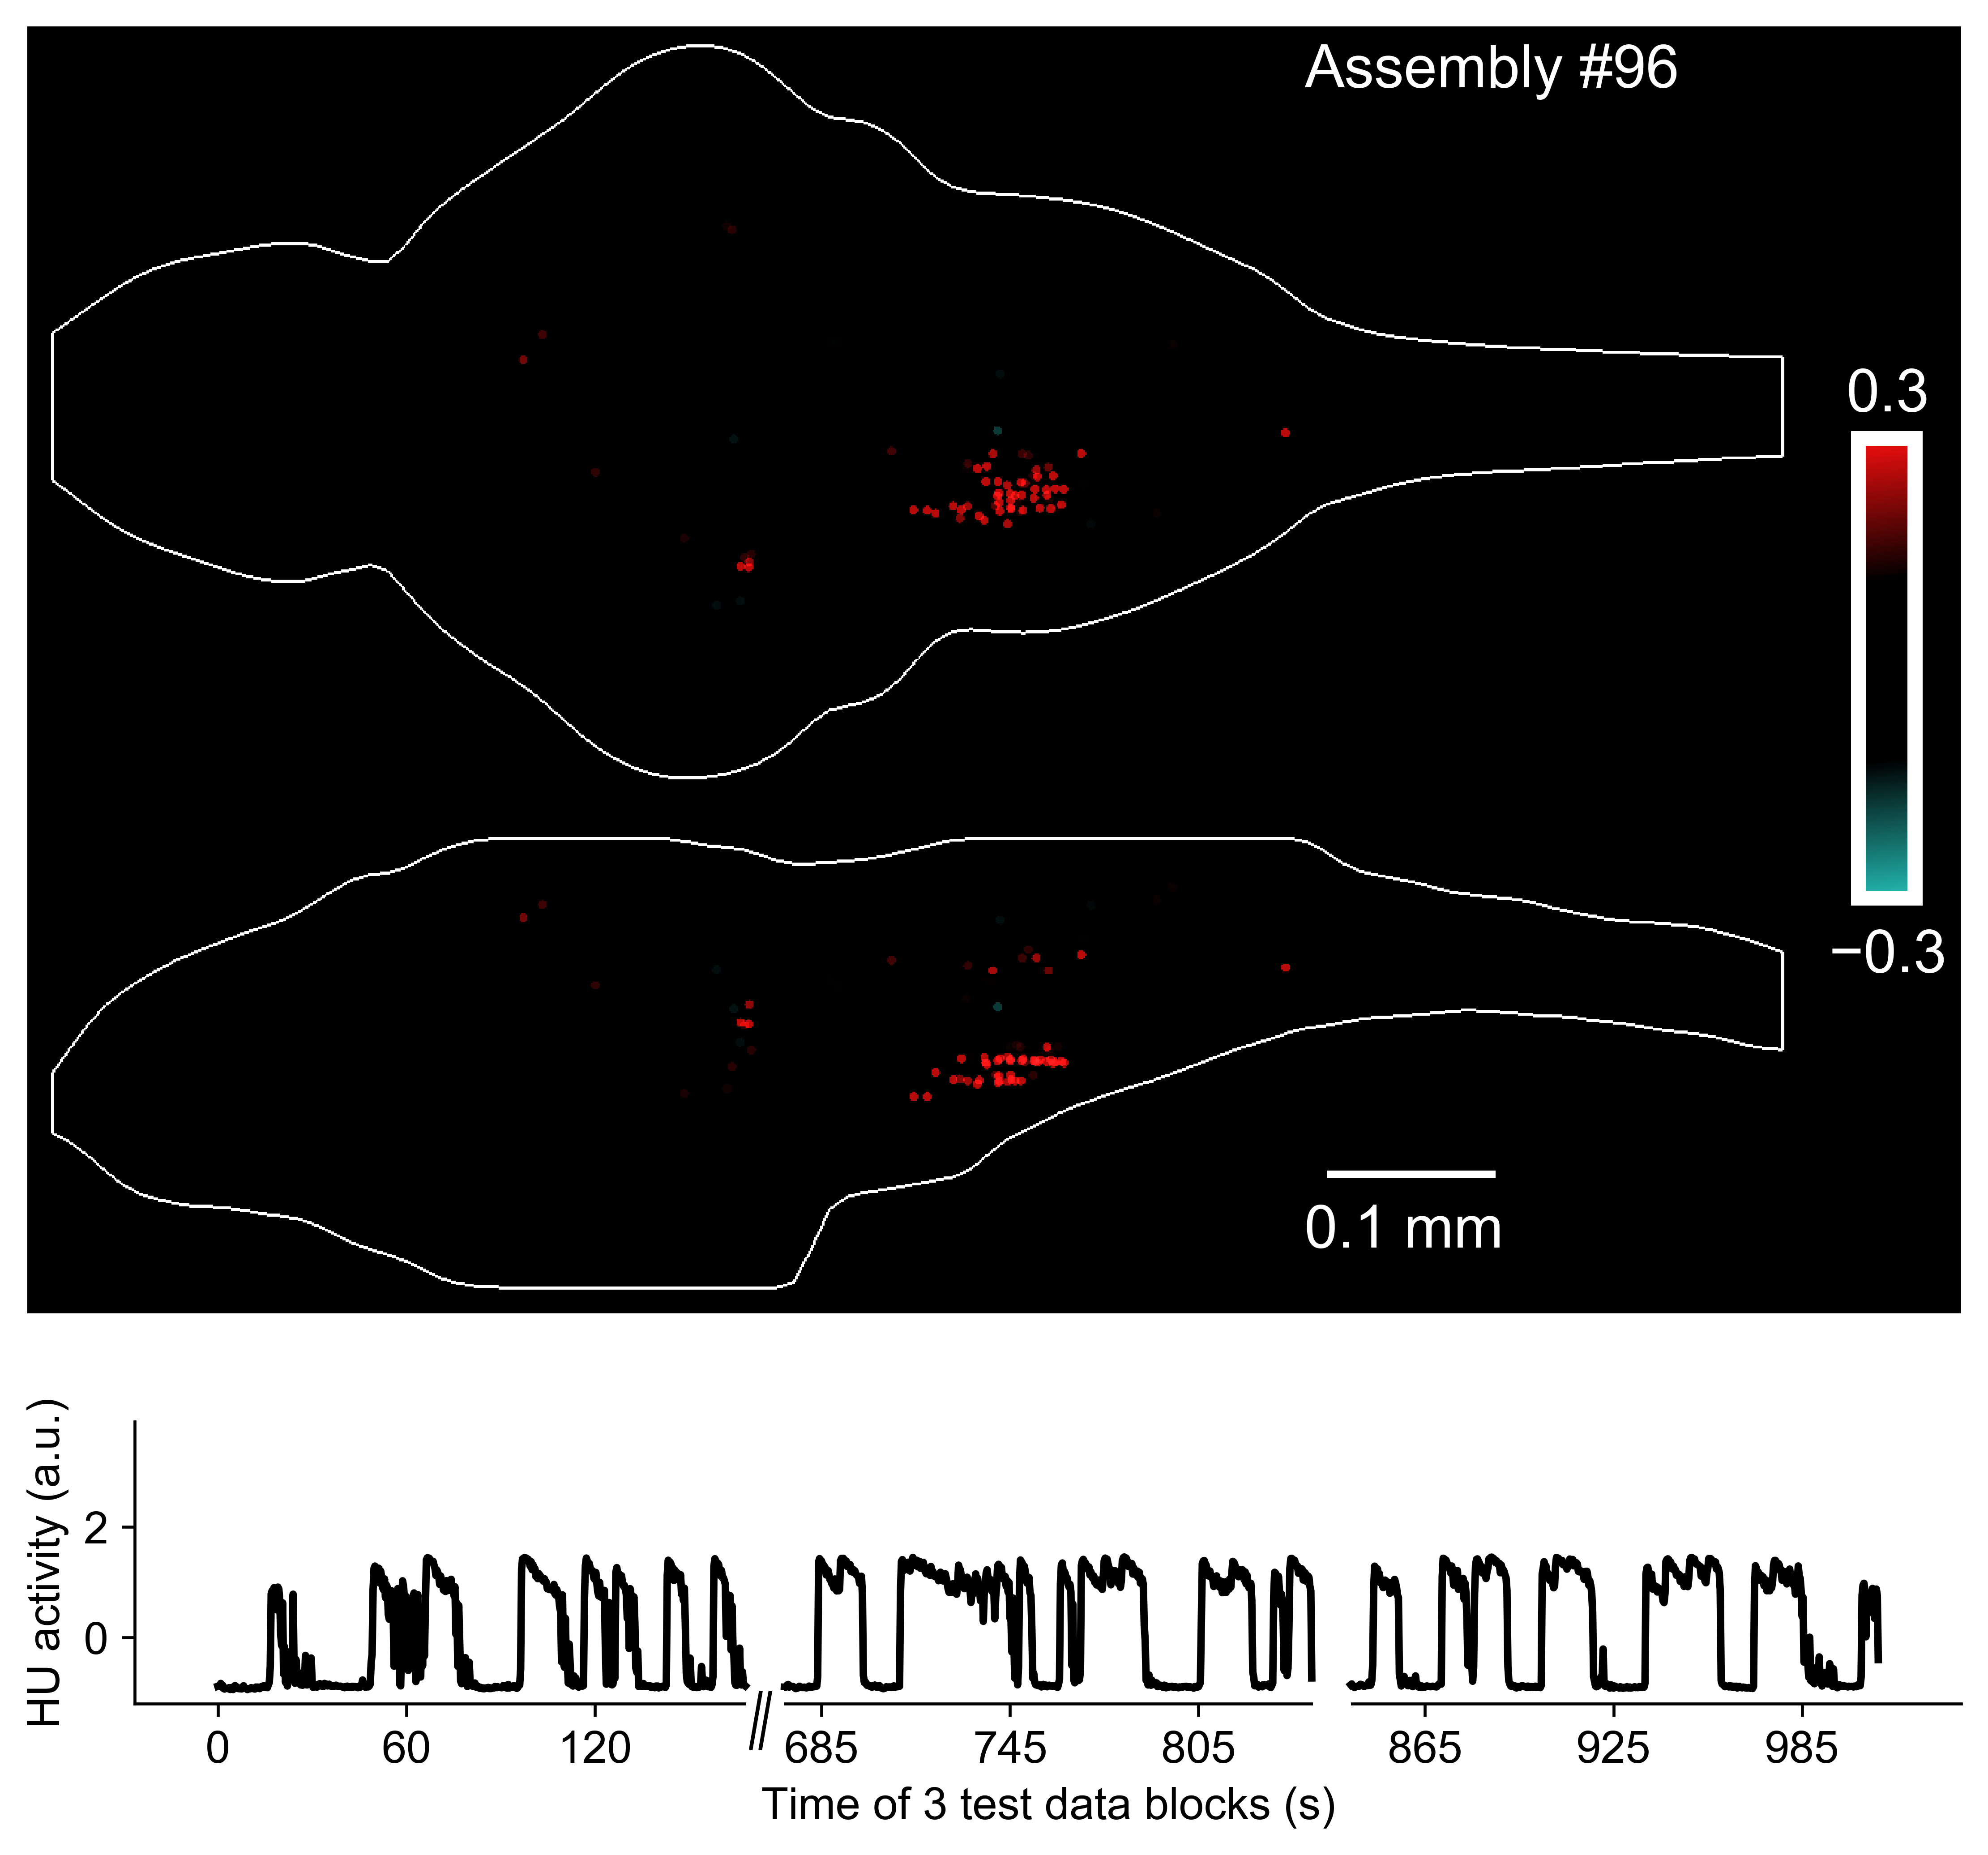 Assembly #96
0.3
−0.3
0.1 mm
HU activity (a.u.)
2
0
0 60 120 685 745 805 865 925 985
Time of 3 test data blocks (s)